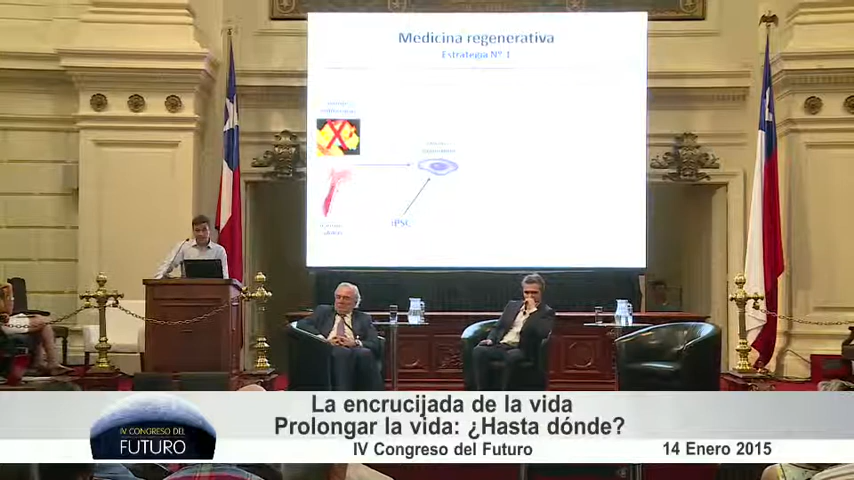 Medicina regenerativa
Estrategia Nº 1
iPSC
La encrucijada de la vida
Prolongar la vida: ¿Hasta dónde?
IV Congreso del Futuro
14 Enero 2015
IV CONGRESO DEL
FUTURO